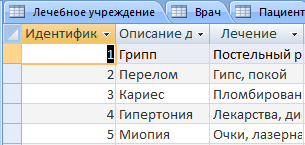 Лечебное учреждение Врач Пациент
Идентифик Описание д Лечение
1 Грипп Постельный р
2 Перелом Гипс, покой
3 Кариес Пломбирован
4 Гипертония Лекарства, ди
5 Миопия Очки, лазерна